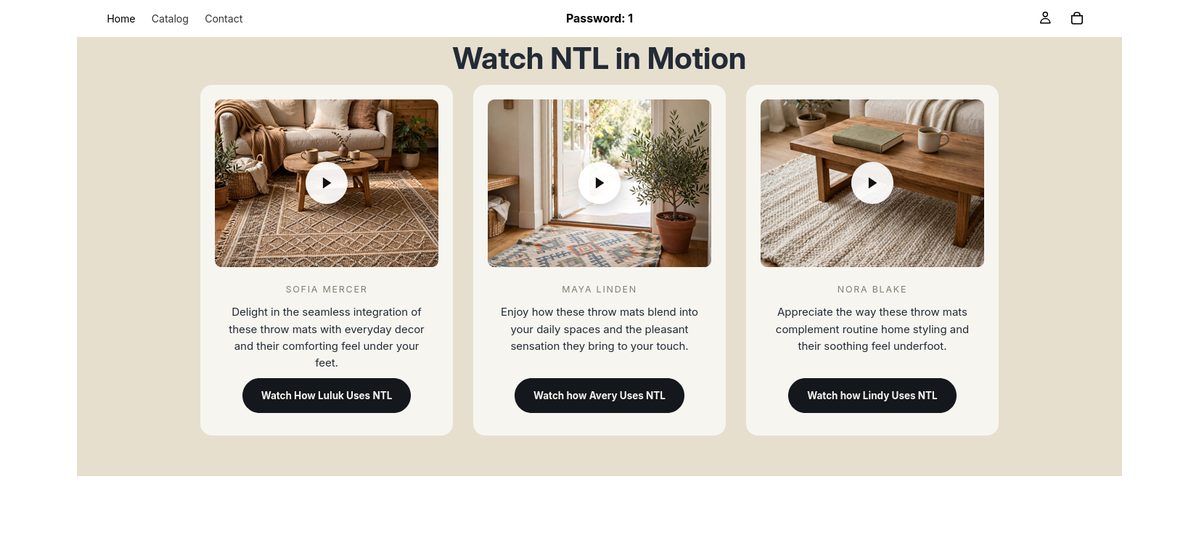 Home Catalog Contact Password: 1
Watch NTL in Motion
SOFIA MERCER
Delight in the seamless integration of
these throw mats with everyday decor
and their comforting feel under your
feet.
Watch How Luluk Uses NTL
MAYA LINDEN
Enjoy how these throw mats blend into
your daily spaces and the pleasant
sensation they bring to your touch.
Watch how Avery Uses NTL
NORA BLAKE
Appreciate the way these throw mats
complement routine home styling and
their soothing feel underfoot.
Watch how Lindy Uses NTL